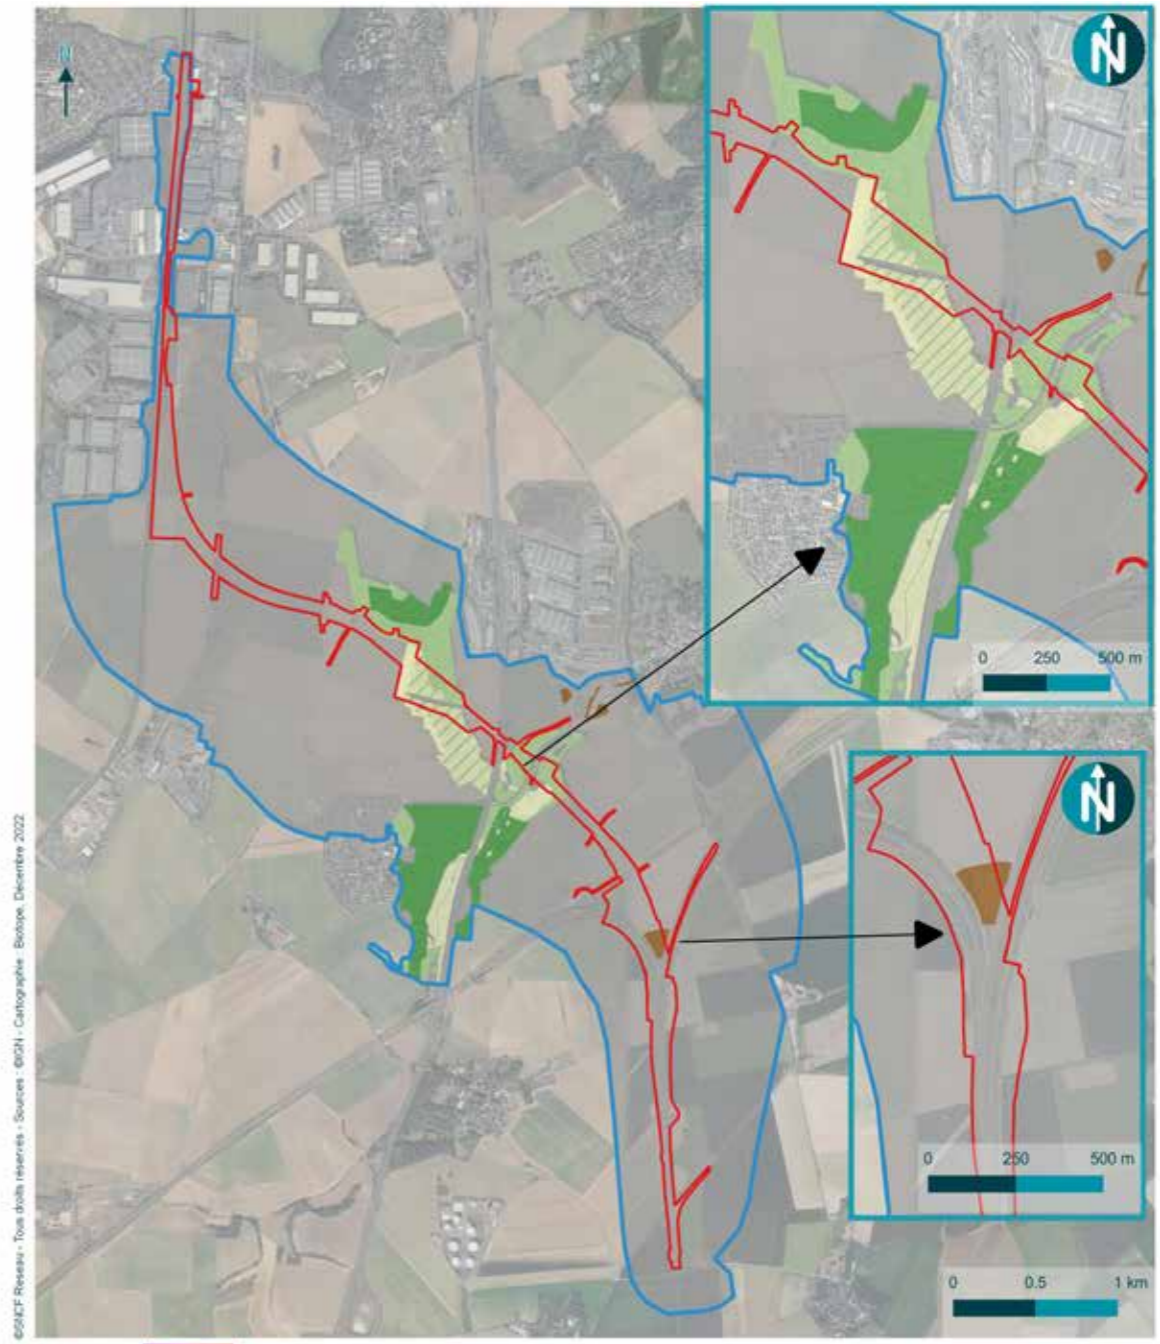 N
N
0 250 500 m
N
0 250 500 m
0 0.5 1 km
©SNCF Reseau - Tous droits réservés - Sources : ©IGN - Cartographie : Biotope, Décembre 2022